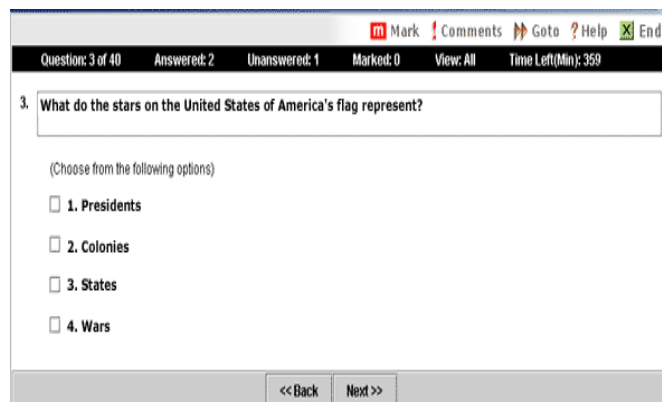 m Mark ! Comments Goto ? Help X End
Question: 3 of 40 Answered: 2 Unanswered: 1 Marked: 0 View: All Time Left(Min): 359
3. What do the stars on the United States of America's flag represent?
(Choose from the following options)
1. Presidents
2. Colonies
3. States
4. Wars
<< Back Next >>